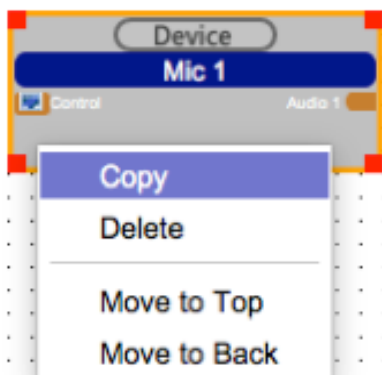 Device
Mic 1
Control Audio 1
Copy
Delete
Move to Top
Move to Back